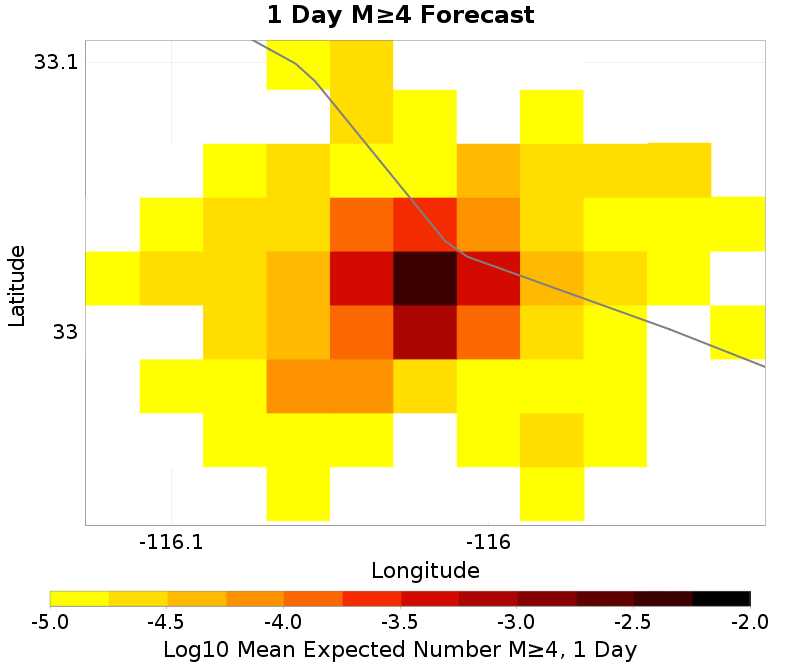 1 Day M≥4 Forecast
33.1
33
Latitude
-116.1 -116
Longitude
-5.0 -4.5 -4.0 -3.5 -3.0 -2.5 -2.0
Log10 Mean Expected Number M≥4, 1 Day